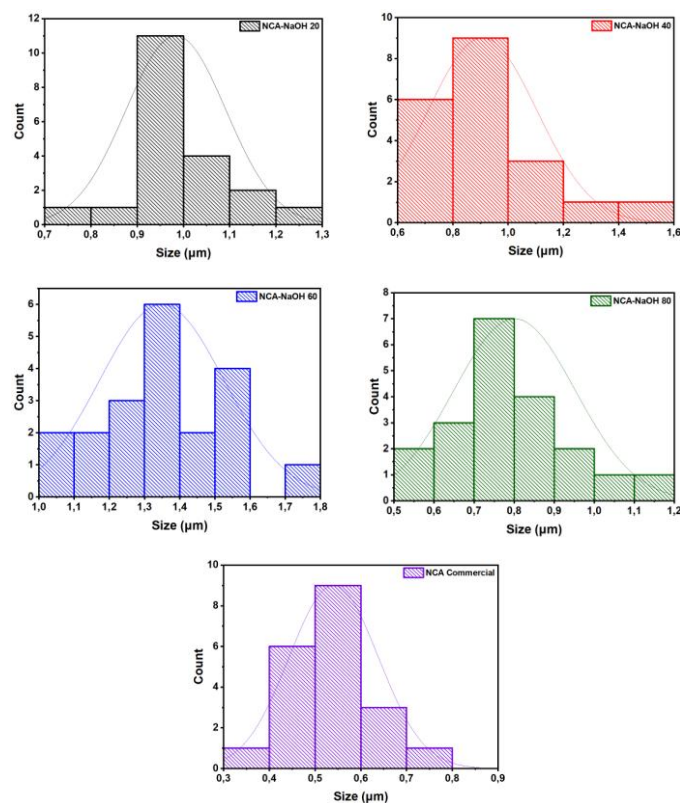 NCA-NaOH 20
12
10
8
6
4
2
0
Count
0,7 0,8 0,9 1,0 1,1 1,2 1,3
Size (µm)
NCA-NaOH 40
10
8
6
4
2
0
Count
0,6 0,8 1,0 1,2 1,4 1,6
Size (µm)
NCA-NaOH 60
6
5
4
3
2
1
0
Count
1,0 1,1 1,2 1,3 1,4 1,5 1,6 1,7 1,8
Size (µm)
NCA-NaOH 80
8
7
6
5
4
3
2
1
0
Count
0,5 0,6 0,7 0,8 0,9 1,0 1,1 1,2
Size (µm)
NCA Commercial
10
8
6
4
2
0
Count
0,3 0,4 0,5 0,6 0,7 0,8 0,9
Size (µm)